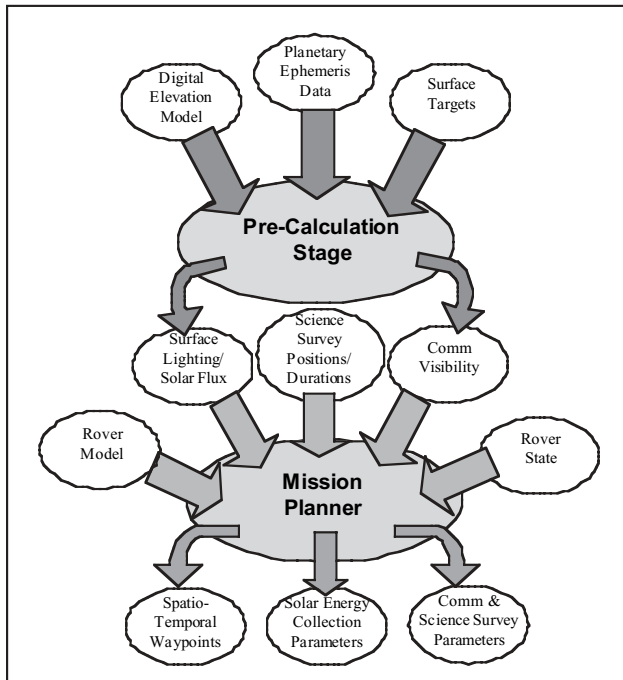 Digital
Elevation
Model
Planetary
Ephemeris
Data
Surface
Targets
Pre-Calculation
Stage
Surface
Lighting/
Solar Flux
Science
Survey
Positions/
Durations
Comm
Visibility
Rover
Model
Mission
Planner
Rover
State
Spatio-
Temporal
Waypoints
Solar Energy
Collection
Parameters
Comm &
Science Survey
Parameters